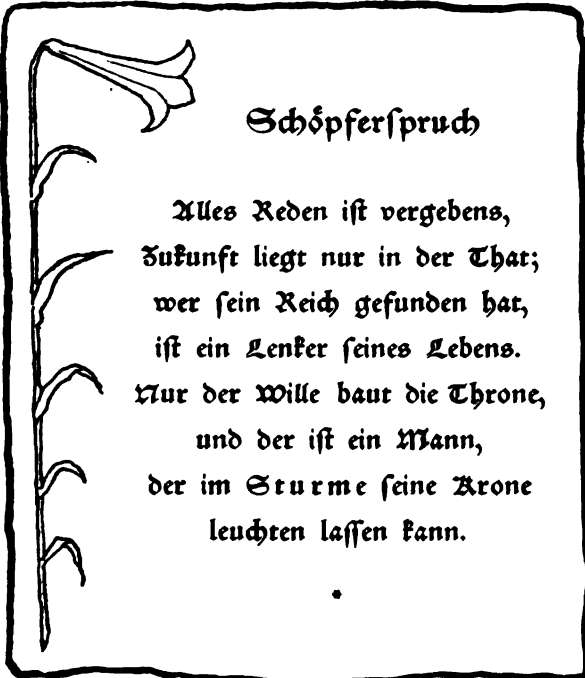 Schöpferspruch
Alles Reden ist vergebens,
Zukunft liegt nur in der That;
wer sein Reich gefunden hat,
ist ein Lenker seines Lebens.
Nur der Wille baut die Throne,
und der ist ein Mann,
der im Sturme seine Krone
leuchten lassen kann.
*